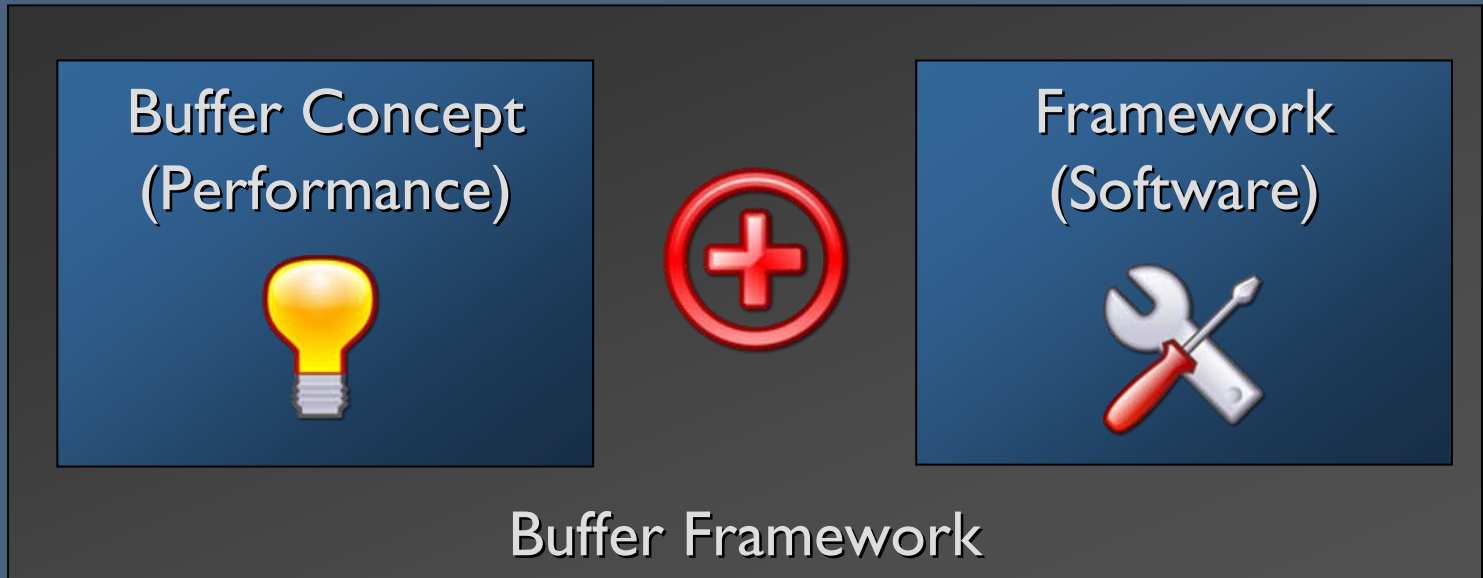 Buffer Concept
(Performance)
Framework
(Software)
Buffer Framework